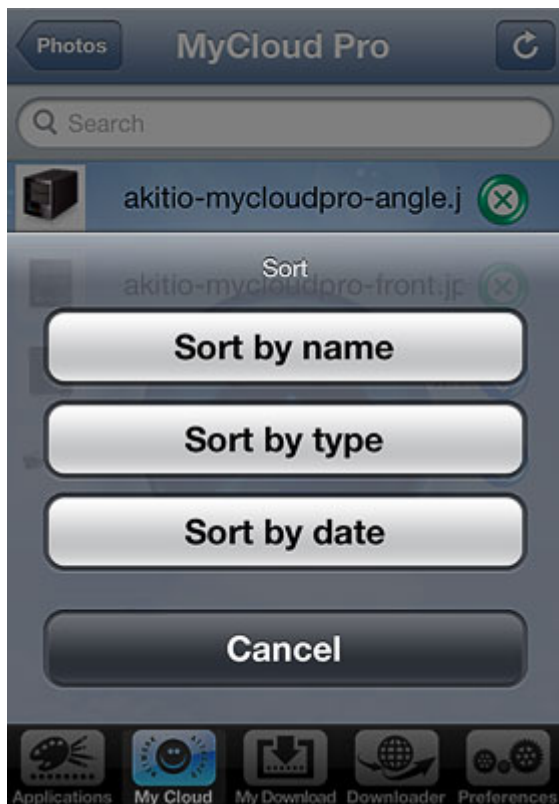 Photos
MyCloud Pro
Search
akitio-mycloudpro-angle.j
Sort
akitio-mycloudpro-front.jp
Sort by name
Sort by type
Sort by date
Cancel
Applications My Cloud My Download Downloader Preferences